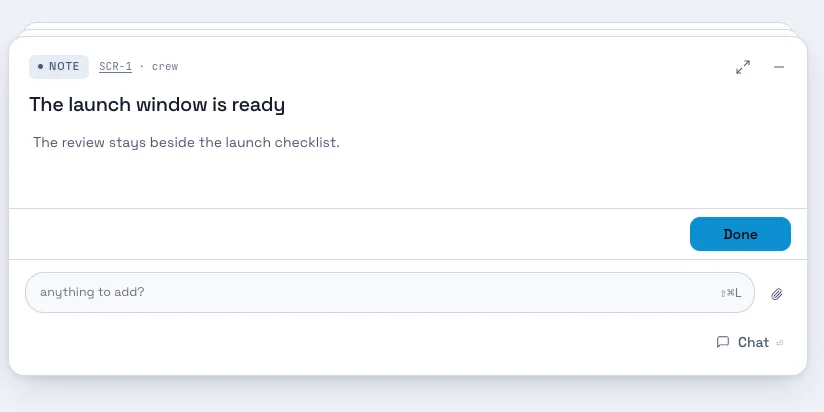 NOTE SCR-1 · crew
The launch window is ready
The review stays beside the launch checklist.
Done
anything to add? ⇧⌘L
Chat ⏎